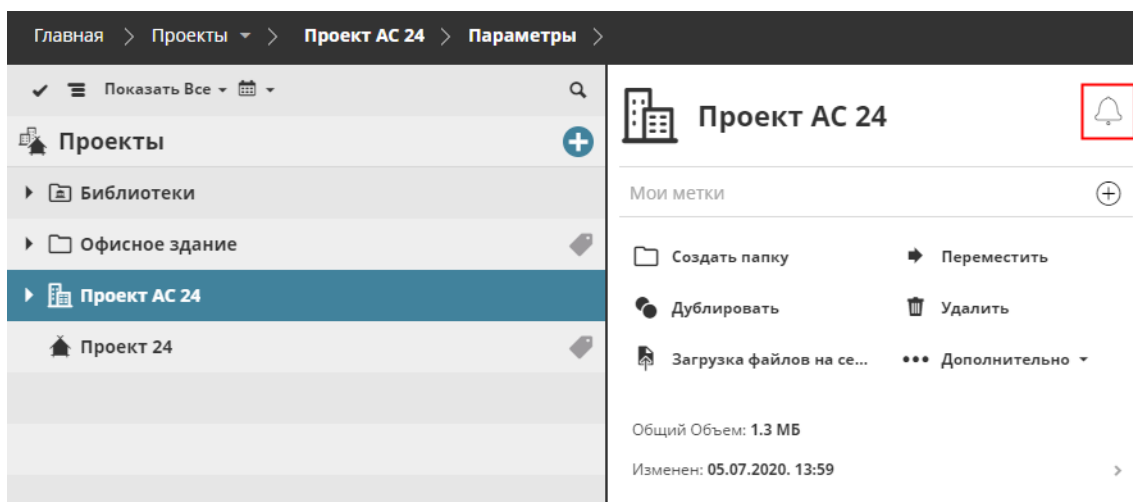 Главная > Проекты > Проект АС 24 > Параметры >
Показать Все
Проекты
Библиотеки
Офисное здание
Проект АС 24
Проект 24
Проект АС 24
Мои метки
Создать папку
Переместить
Дублировать
Удалить
Загрузка файлов на се...
Дополнительно
Общий Объем: 1.3 МБ
Изменен: 05.07.2020. 13:59